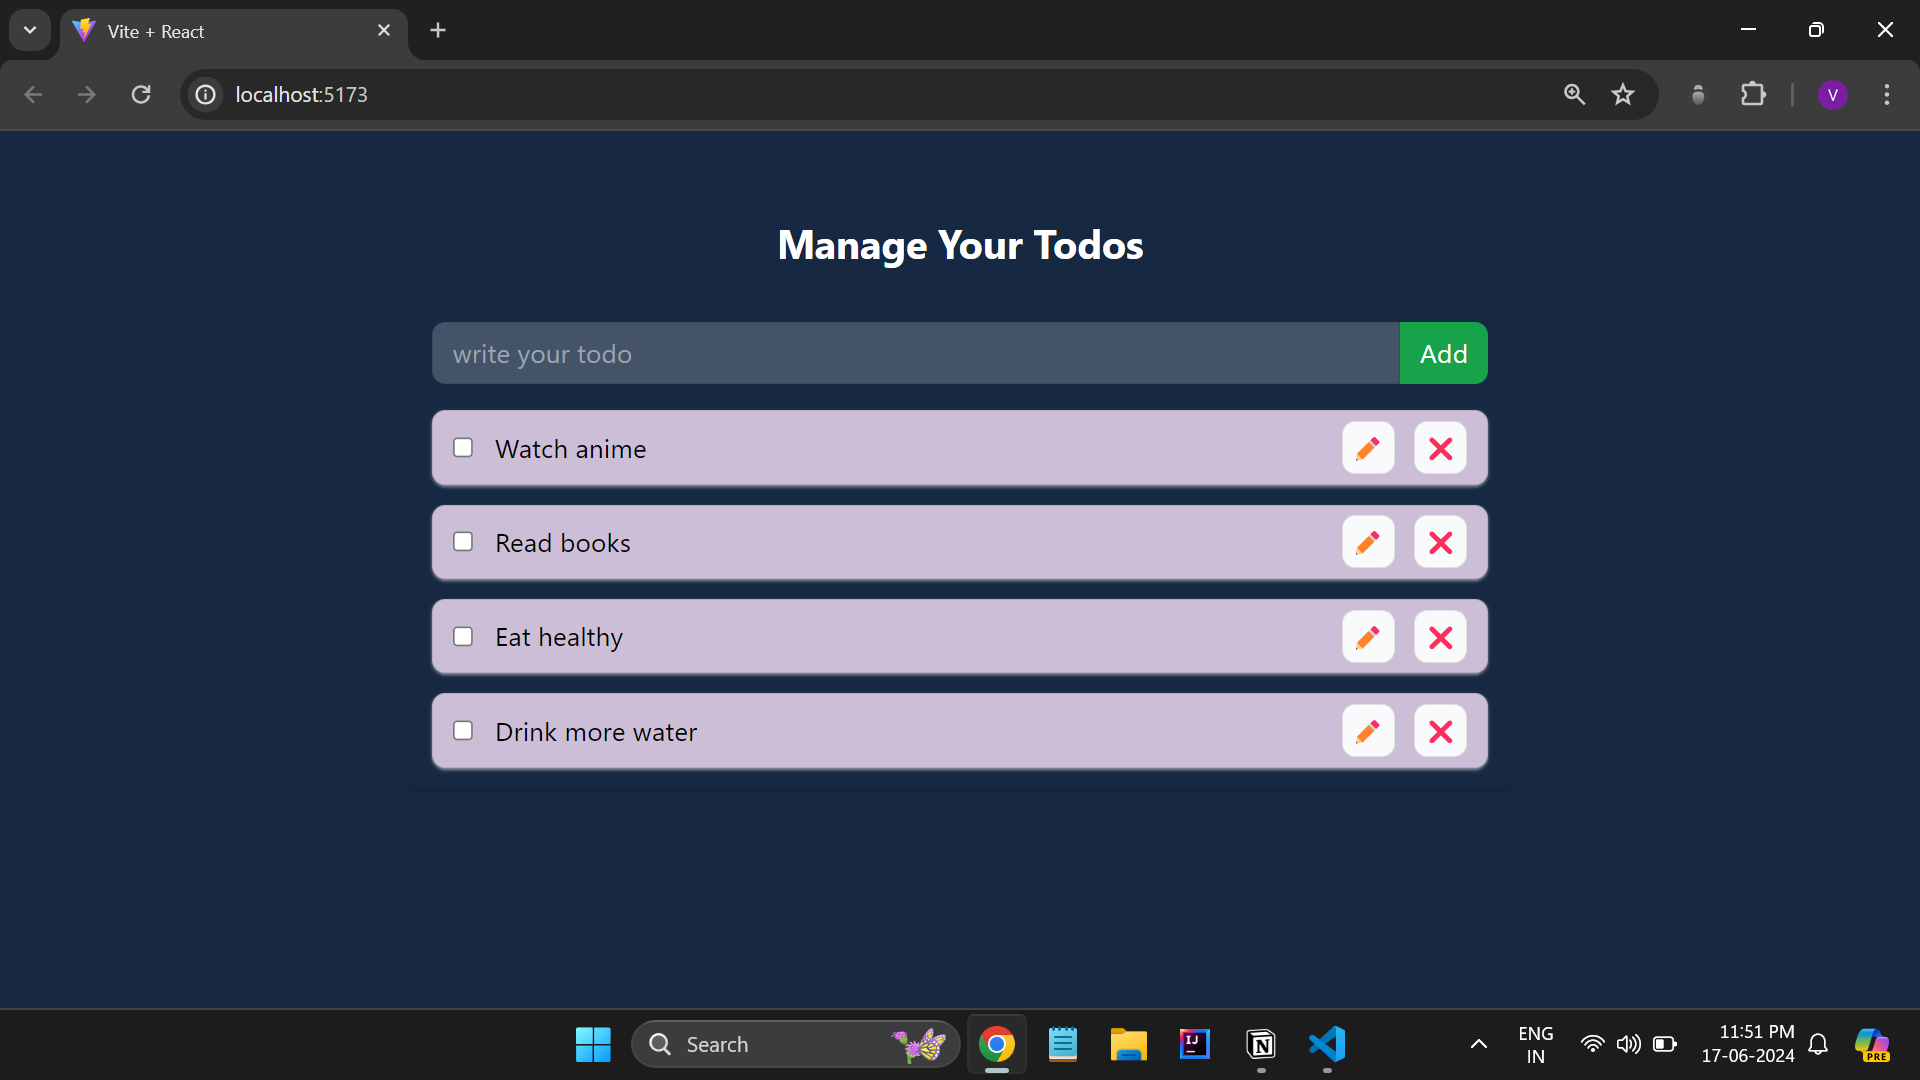 Vite + React
localhost:5173
V
Manage Your Todos
write your todo
Add
Watch anime
Read books
Eat healthy
Drink more water
Search
IJ
N
ENG
IN
11:51 PM
17-06-2024
PRE